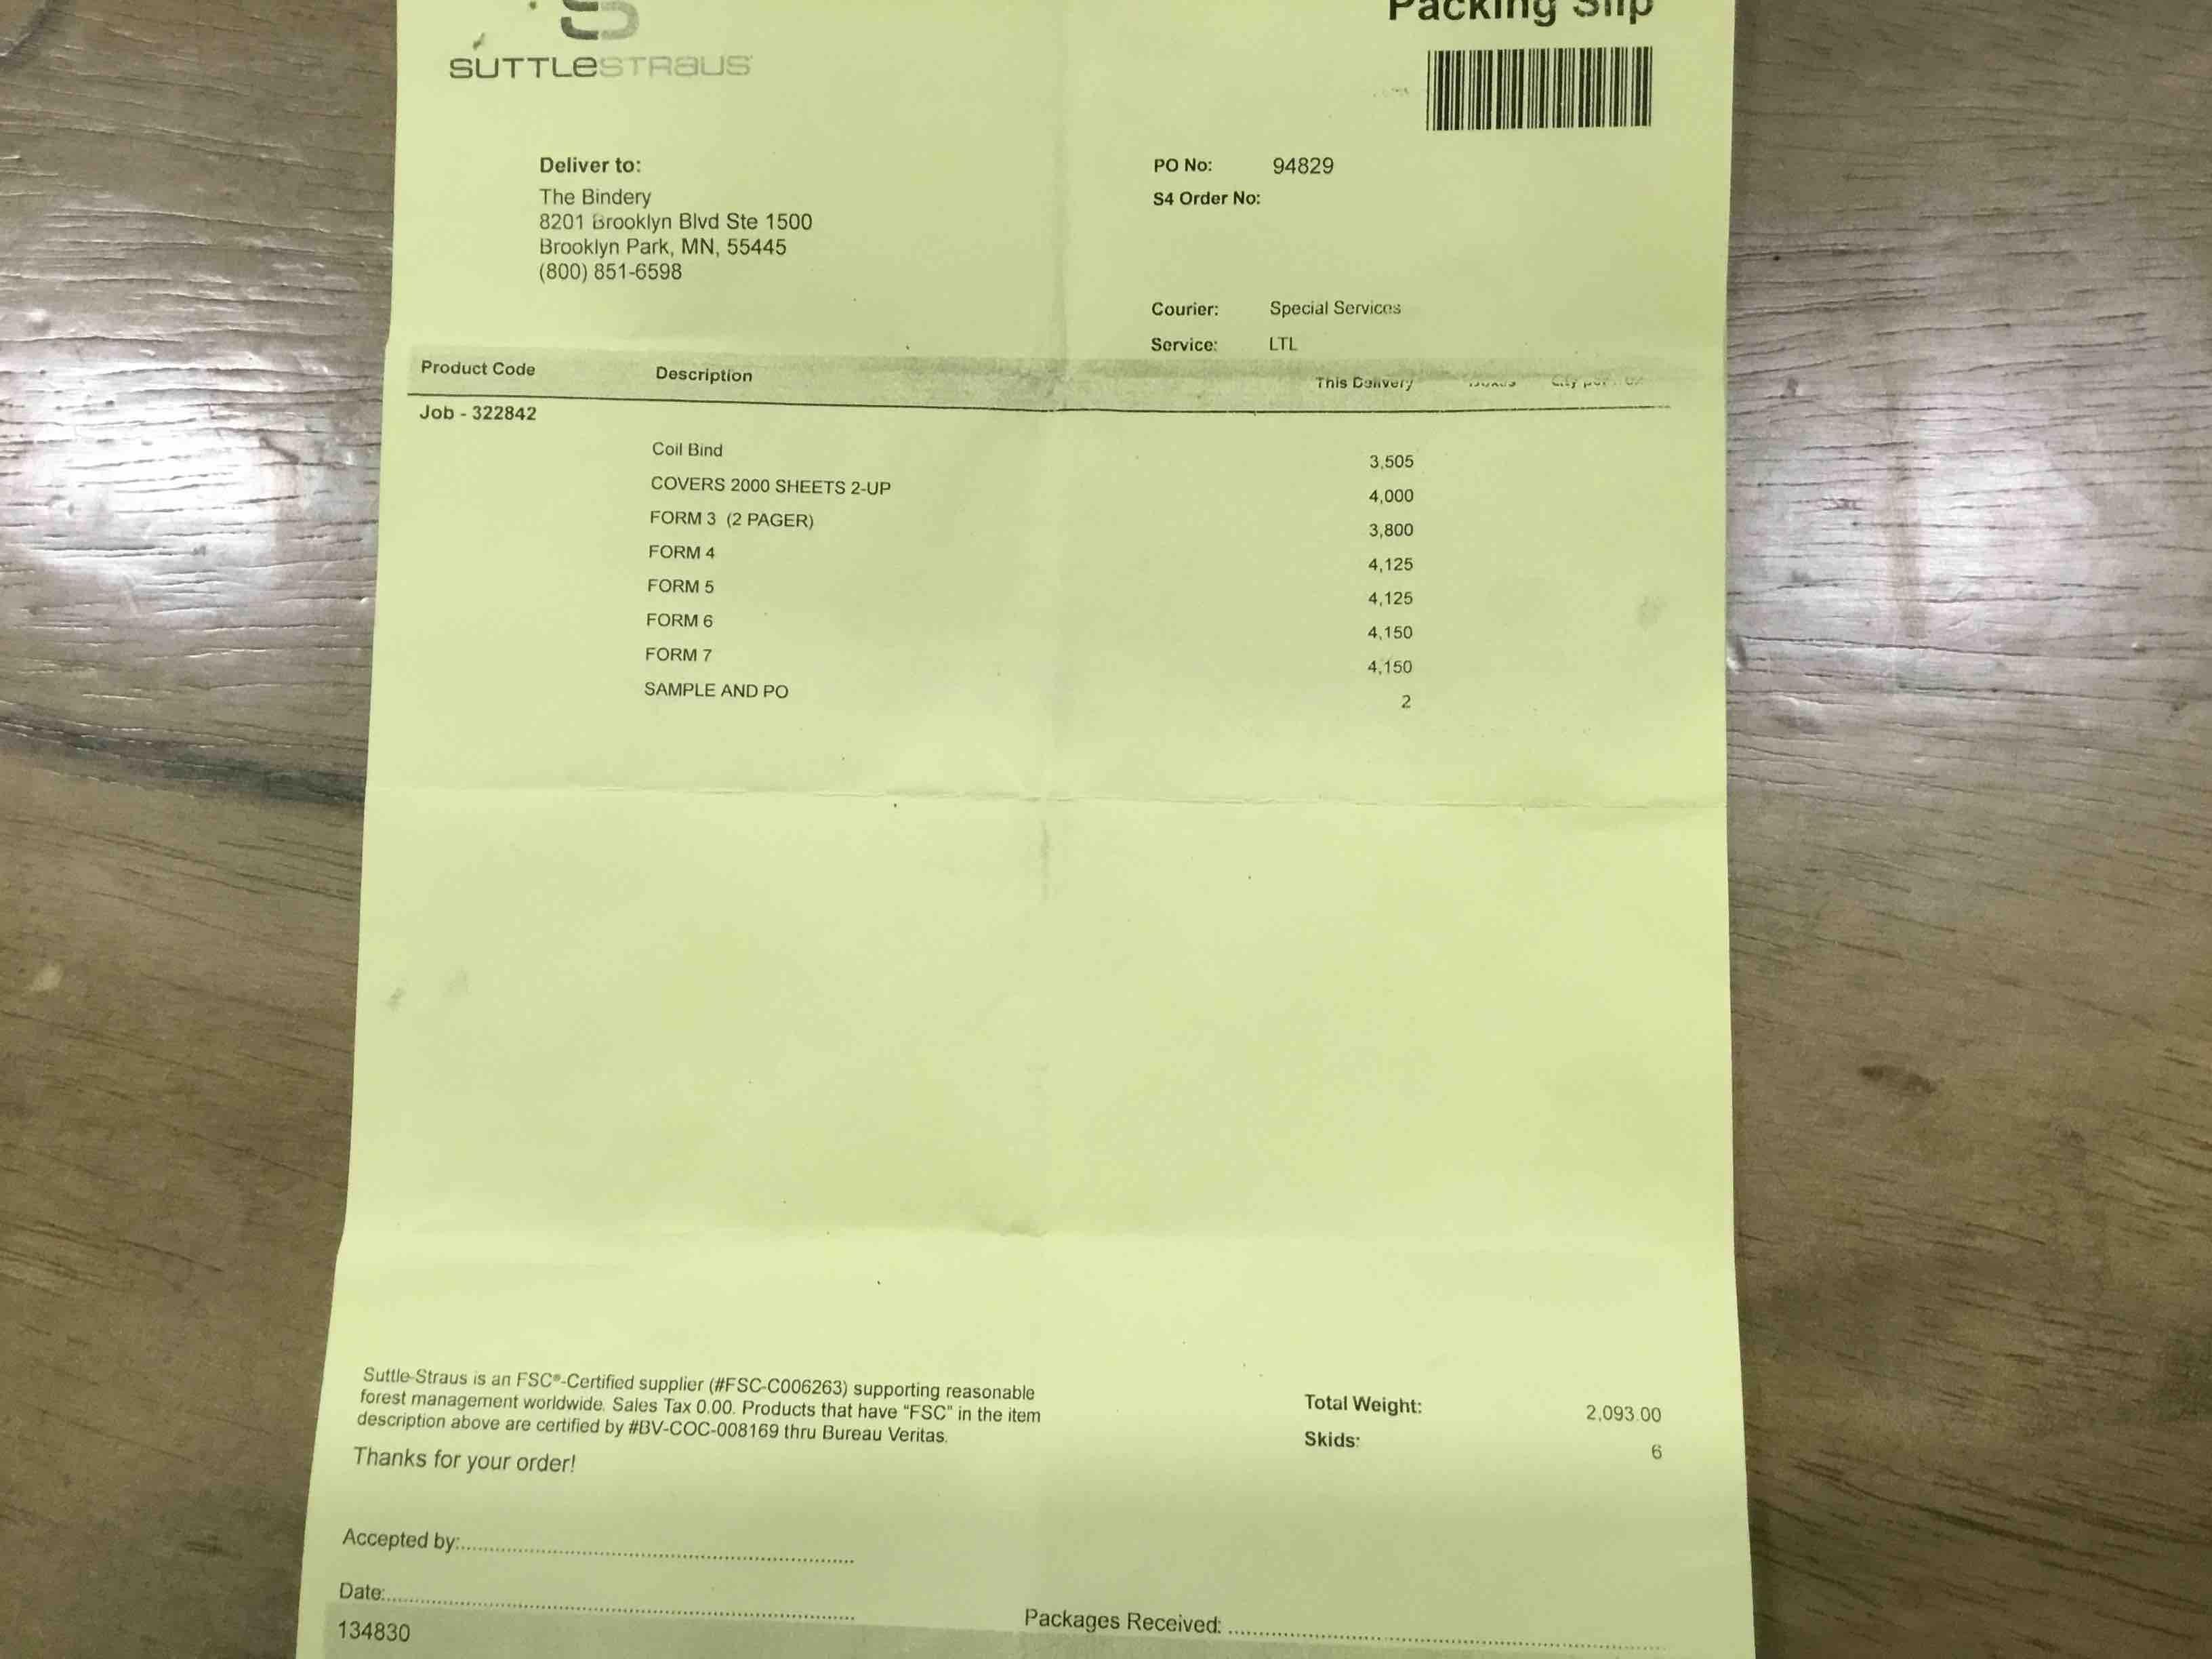 Packing Slip
SUTTLESTRAUS
Deliver to:
The Bindery
8201 Brooklyn Blvd Ste 1500
Brooklyn Park, MN, 55445
(800) 851-6598
PO No: 94829
S4 Order No:
Courier: Special Services
Service: LTL
Product Code Description This Delivery
Job - 322842
Coil Bind 3,505
COVERS 2000 SHEETS 2-UP 4,000
FORM 3 (2 PAGER) 3,800
FORM 4 4,125
FORM 5 4,125
FORM 6 4,150
FORM 7 4,150
SAMPLE AND PO 2
Suttle-Straus is an FSC®-Certified supplier (#FSC-C006263) supporting reasonable
forest management worldwide. Sales Tax 0.00. Products that have “FSC” in the item
description above are certified by #BV-COC-008169 thru Bureau Veritas.
Thanks for your order!
Total Weight: 2,093.00
Skids: 6
Accepted by:
Date:
Packages Received:
134830